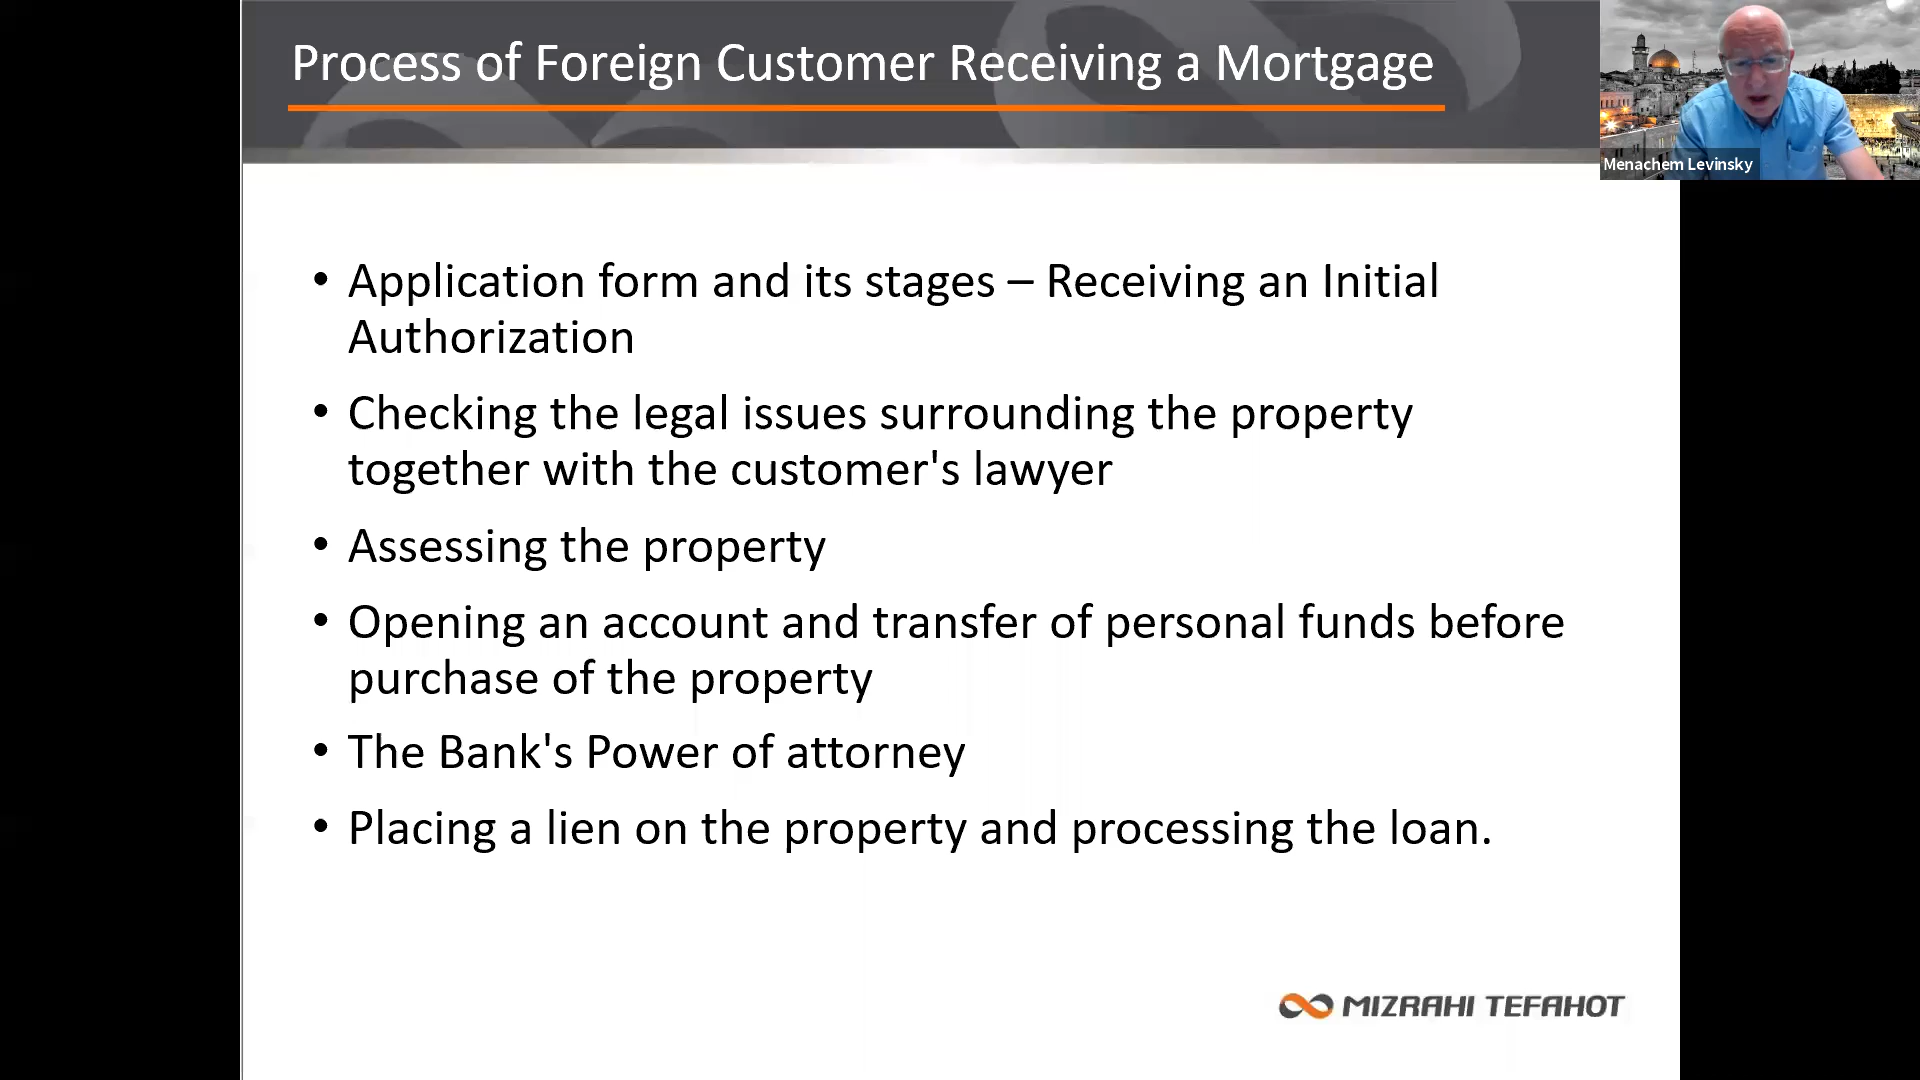 Process of Foreign Customer Receiving a Mortgage
Menachem Levinsky
• Application form and its stages – Receiving an Initial
Authorization
• Checking the legal issues surrounding the property
together with the customer's lawyer
• Assessing the property
• Opening an account and transfer of personal funds before
purchase of the property
• The Bank's Power of attorney
• Placing a lien on the property and processing the loan.
MIZRAHI TEFAHOT